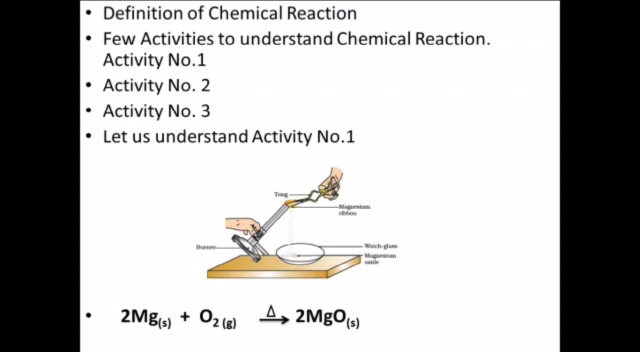 • Definition of Chemical Reaction
• Few Activities to understand Chemical Reaction.
Activity No.1
• Activity No. 2
• Activity No. 3
• Let us understand Activity No.1
Tong
Magnesium
ribbon
Burner
Watch-glass
Magnesium
oxide
• 2Mg(s) + O2 (g) Δ→ 2MgO(s)